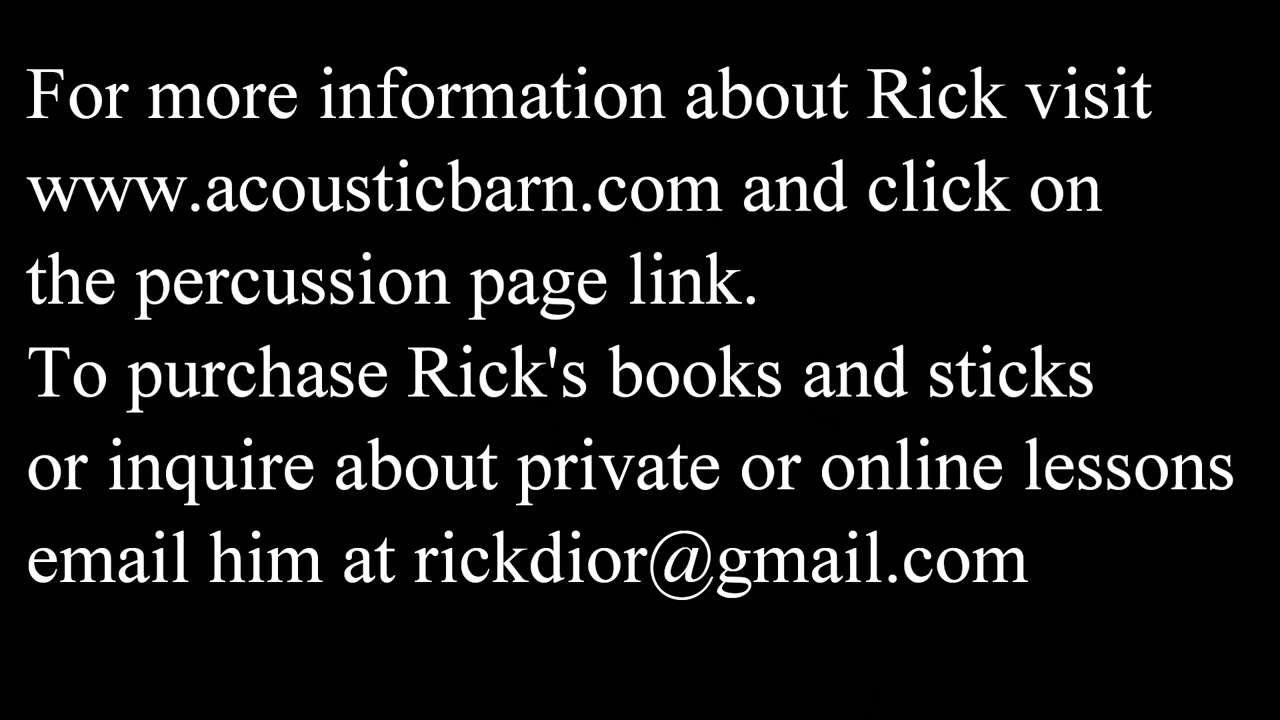 For more information about Rick visit
www.acousticbarn.com and click on
the percussion page link.
To purchase Rick's books and sticks
or inquire about private or online lessons
email him at rickdior@gmail.com